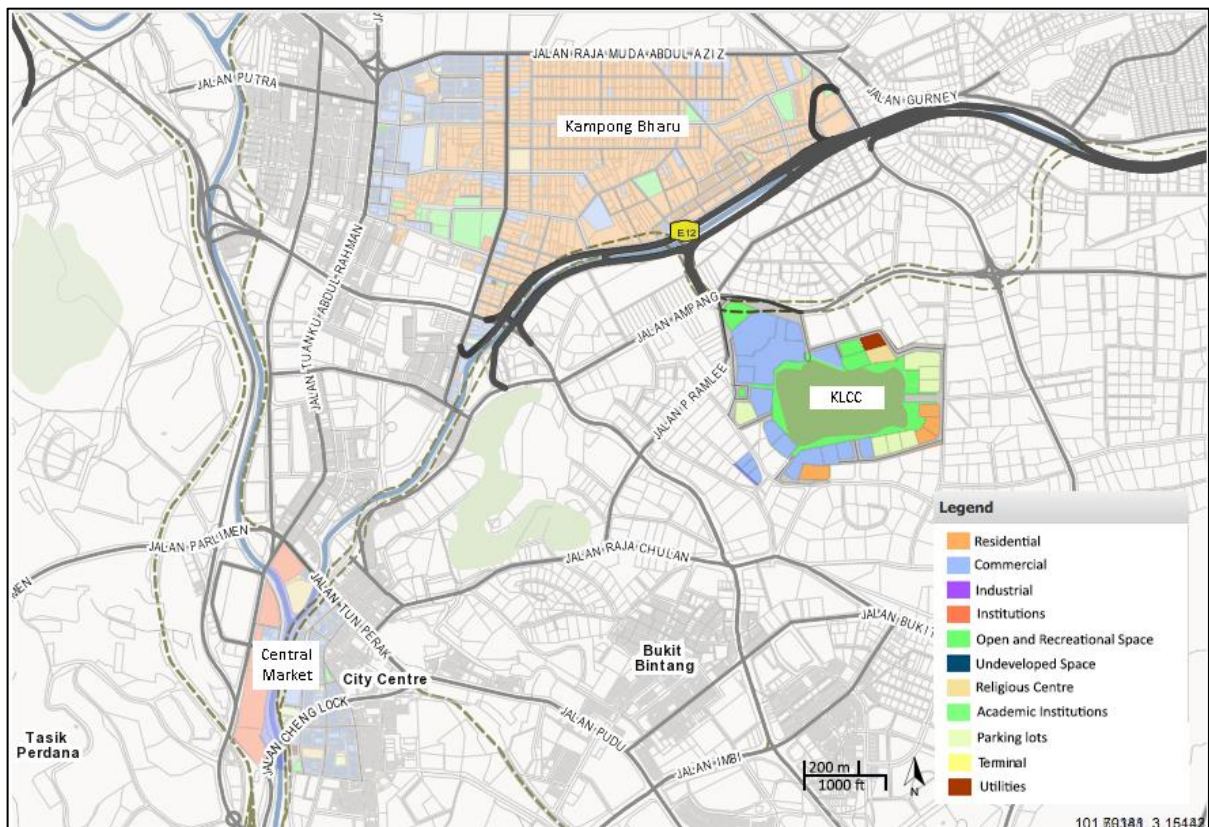 JALAN RAJA MUDA ABDUL AZIZ
JALAN PUTRA
JALAN GURNEY
Kampong Bharu
E12
JALAN TUANKU ABDUL RAHMAN
JALAN AMPANG
JALAN P RAMLEE
KLCC
JALAN PARLIMEN
MEN
JALAN TUN PERAK
JALAN RAJA CHULAN
JALAN BUKIT
Central
Market
City Centre
Bukit
Bintang
JALAN CHENG LOCK
JALAN PUDU
JALAN IMBI
Tasik
Perdana
200 m
1000 ft
N
Legend
Residential
Commercial
Industrial
Institutions
Open and Recreational Space
Undeveloped Space
Religious Centre
Academic Institutions
Parking lots
Terminal
Utilities